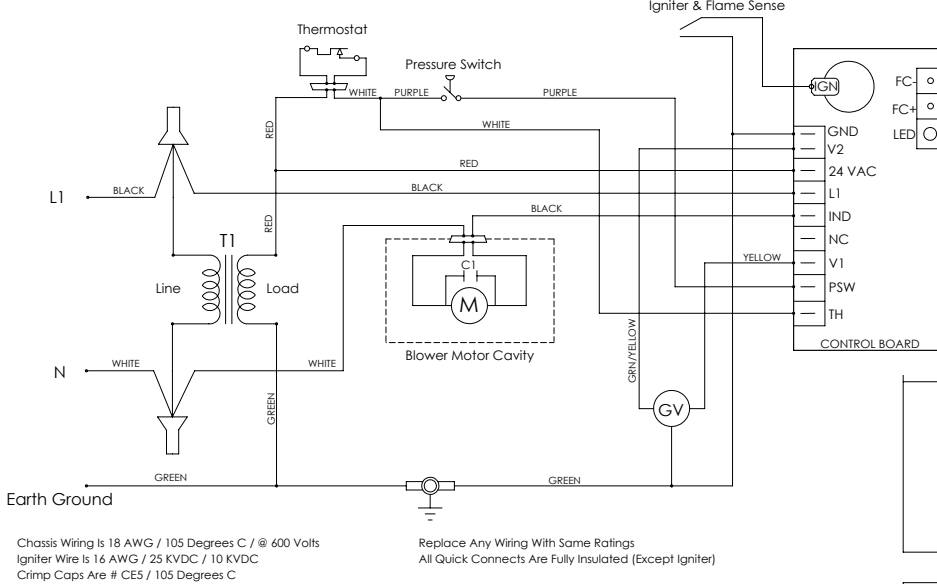 Igniter & Flame Sense
Thermostat
Pressure Switch
WHITE
PURPLE
PURPLE
WHITE
RED
RED
RED
BLACK
BLACK
BLACK
L1
T1
Line
Load
C1
M
Blower Motor Cavity
N
WHITE
WHITE
GREEN
GRN/YELLOW
YELLOW
GV
IGN
FC-
FC+
LED
GND
V2
24 VAC
L1
IND
NC
V1
PSW
TH
CONTROL BOARD
GREEN
GREEN
Earth Ground
Chassis Wiring Is 18 AWG / 105 Degrees C / @ 600 Volts
Igniter Wire Is 16 AWG / 25 KVDC / 10 KVDC
Crimp Caps Are # CE5 / 105 Degrees C
Replace Any Wiring With Same Ratings
All Quick Connects Are Fully Insulated (Except Igniter)